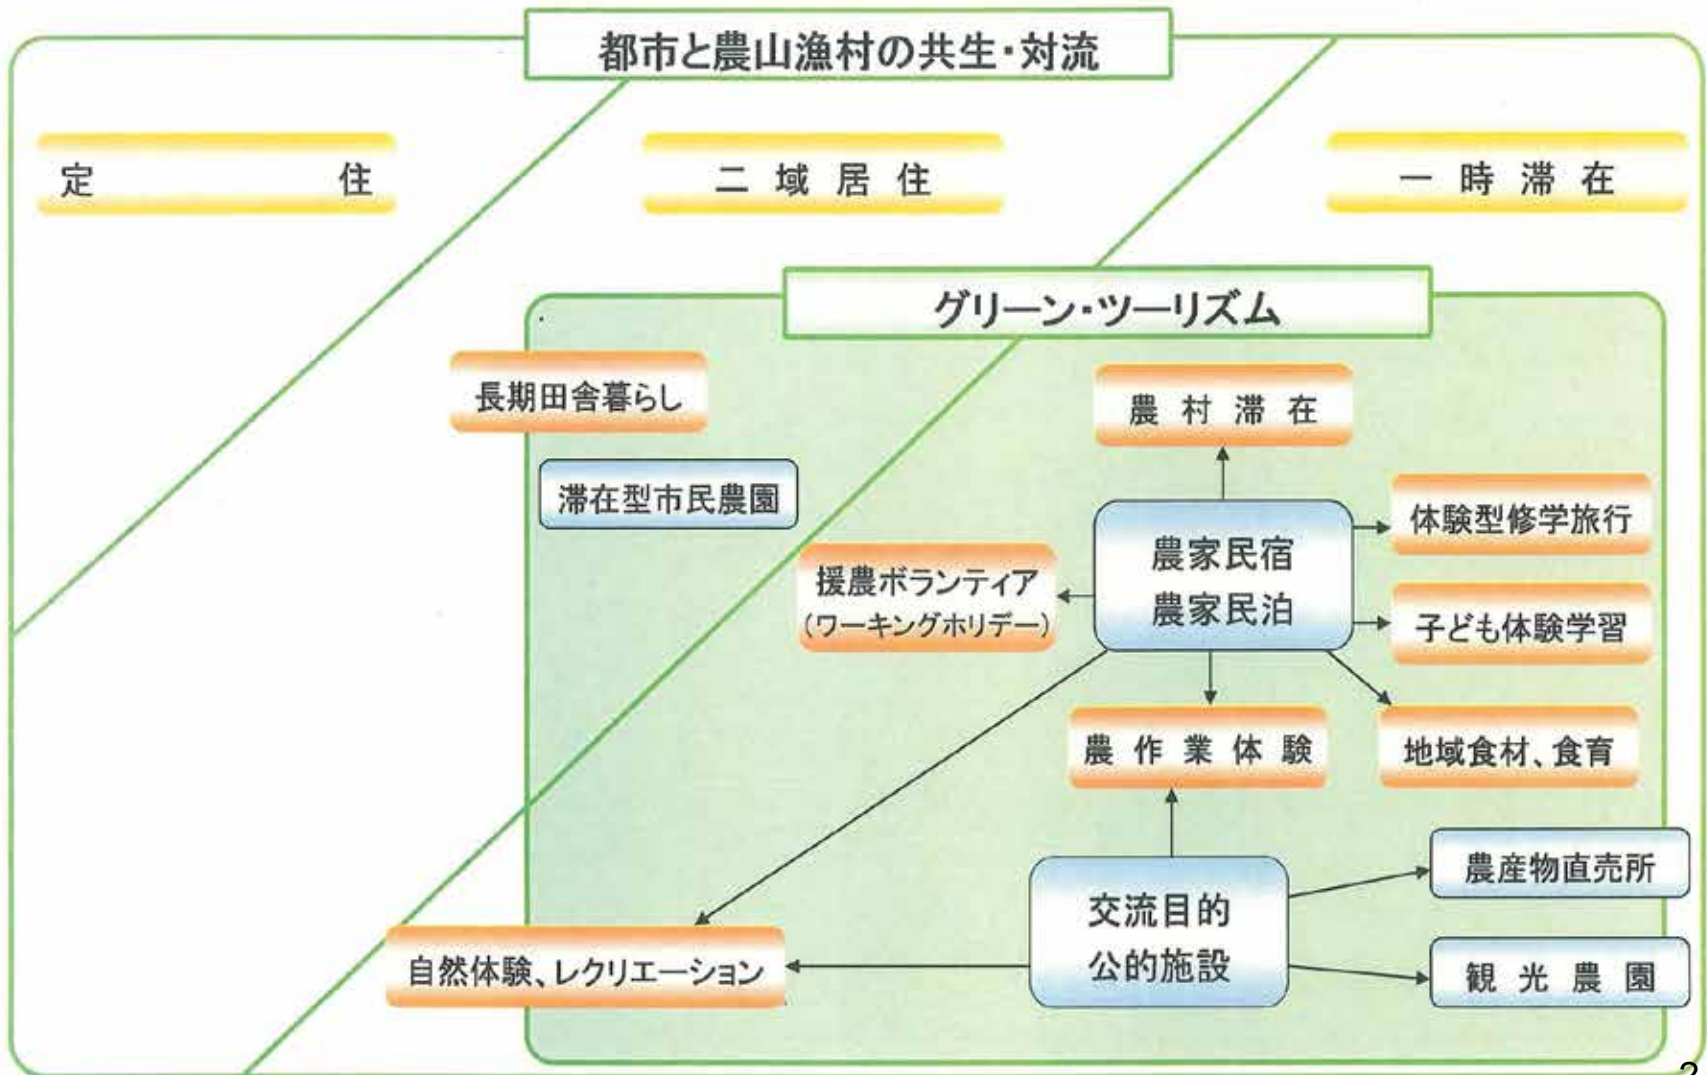 都市と農山漁村の共生・対流
定住
二域居住
一時滞在
グリーン・ツーリズム
長期田舎暮らし
農村滞在
滞在型市民農園
体験型修学旅行
農家民宿
農家民泊
援農ボランティア
(ワーキングホリデー)
子ども体験学習
農作業体験
地域食材、食育
農産物直売所
交流目的
公的施設
自然体験、レクリエーション
観光農園
2